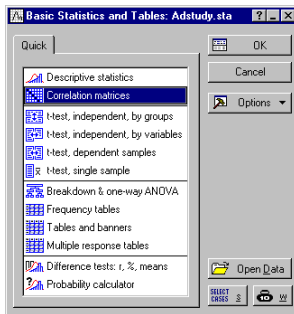 Basic Statistics and Tables: Adstudy.sta
Quick
Descriptive statistics
Correlation matrices
t-test, independent, by groups
t-test, independent, by variables
t-test, dependent samples
t-test, single sample
Breakdown & one-way ANOVA
Frequency tables
Tables and banners
Multiple response tables
Difference tests: r, %, means
Probability calculator
OK
Cancel
Options
Open Data
SELECT CASES S
W